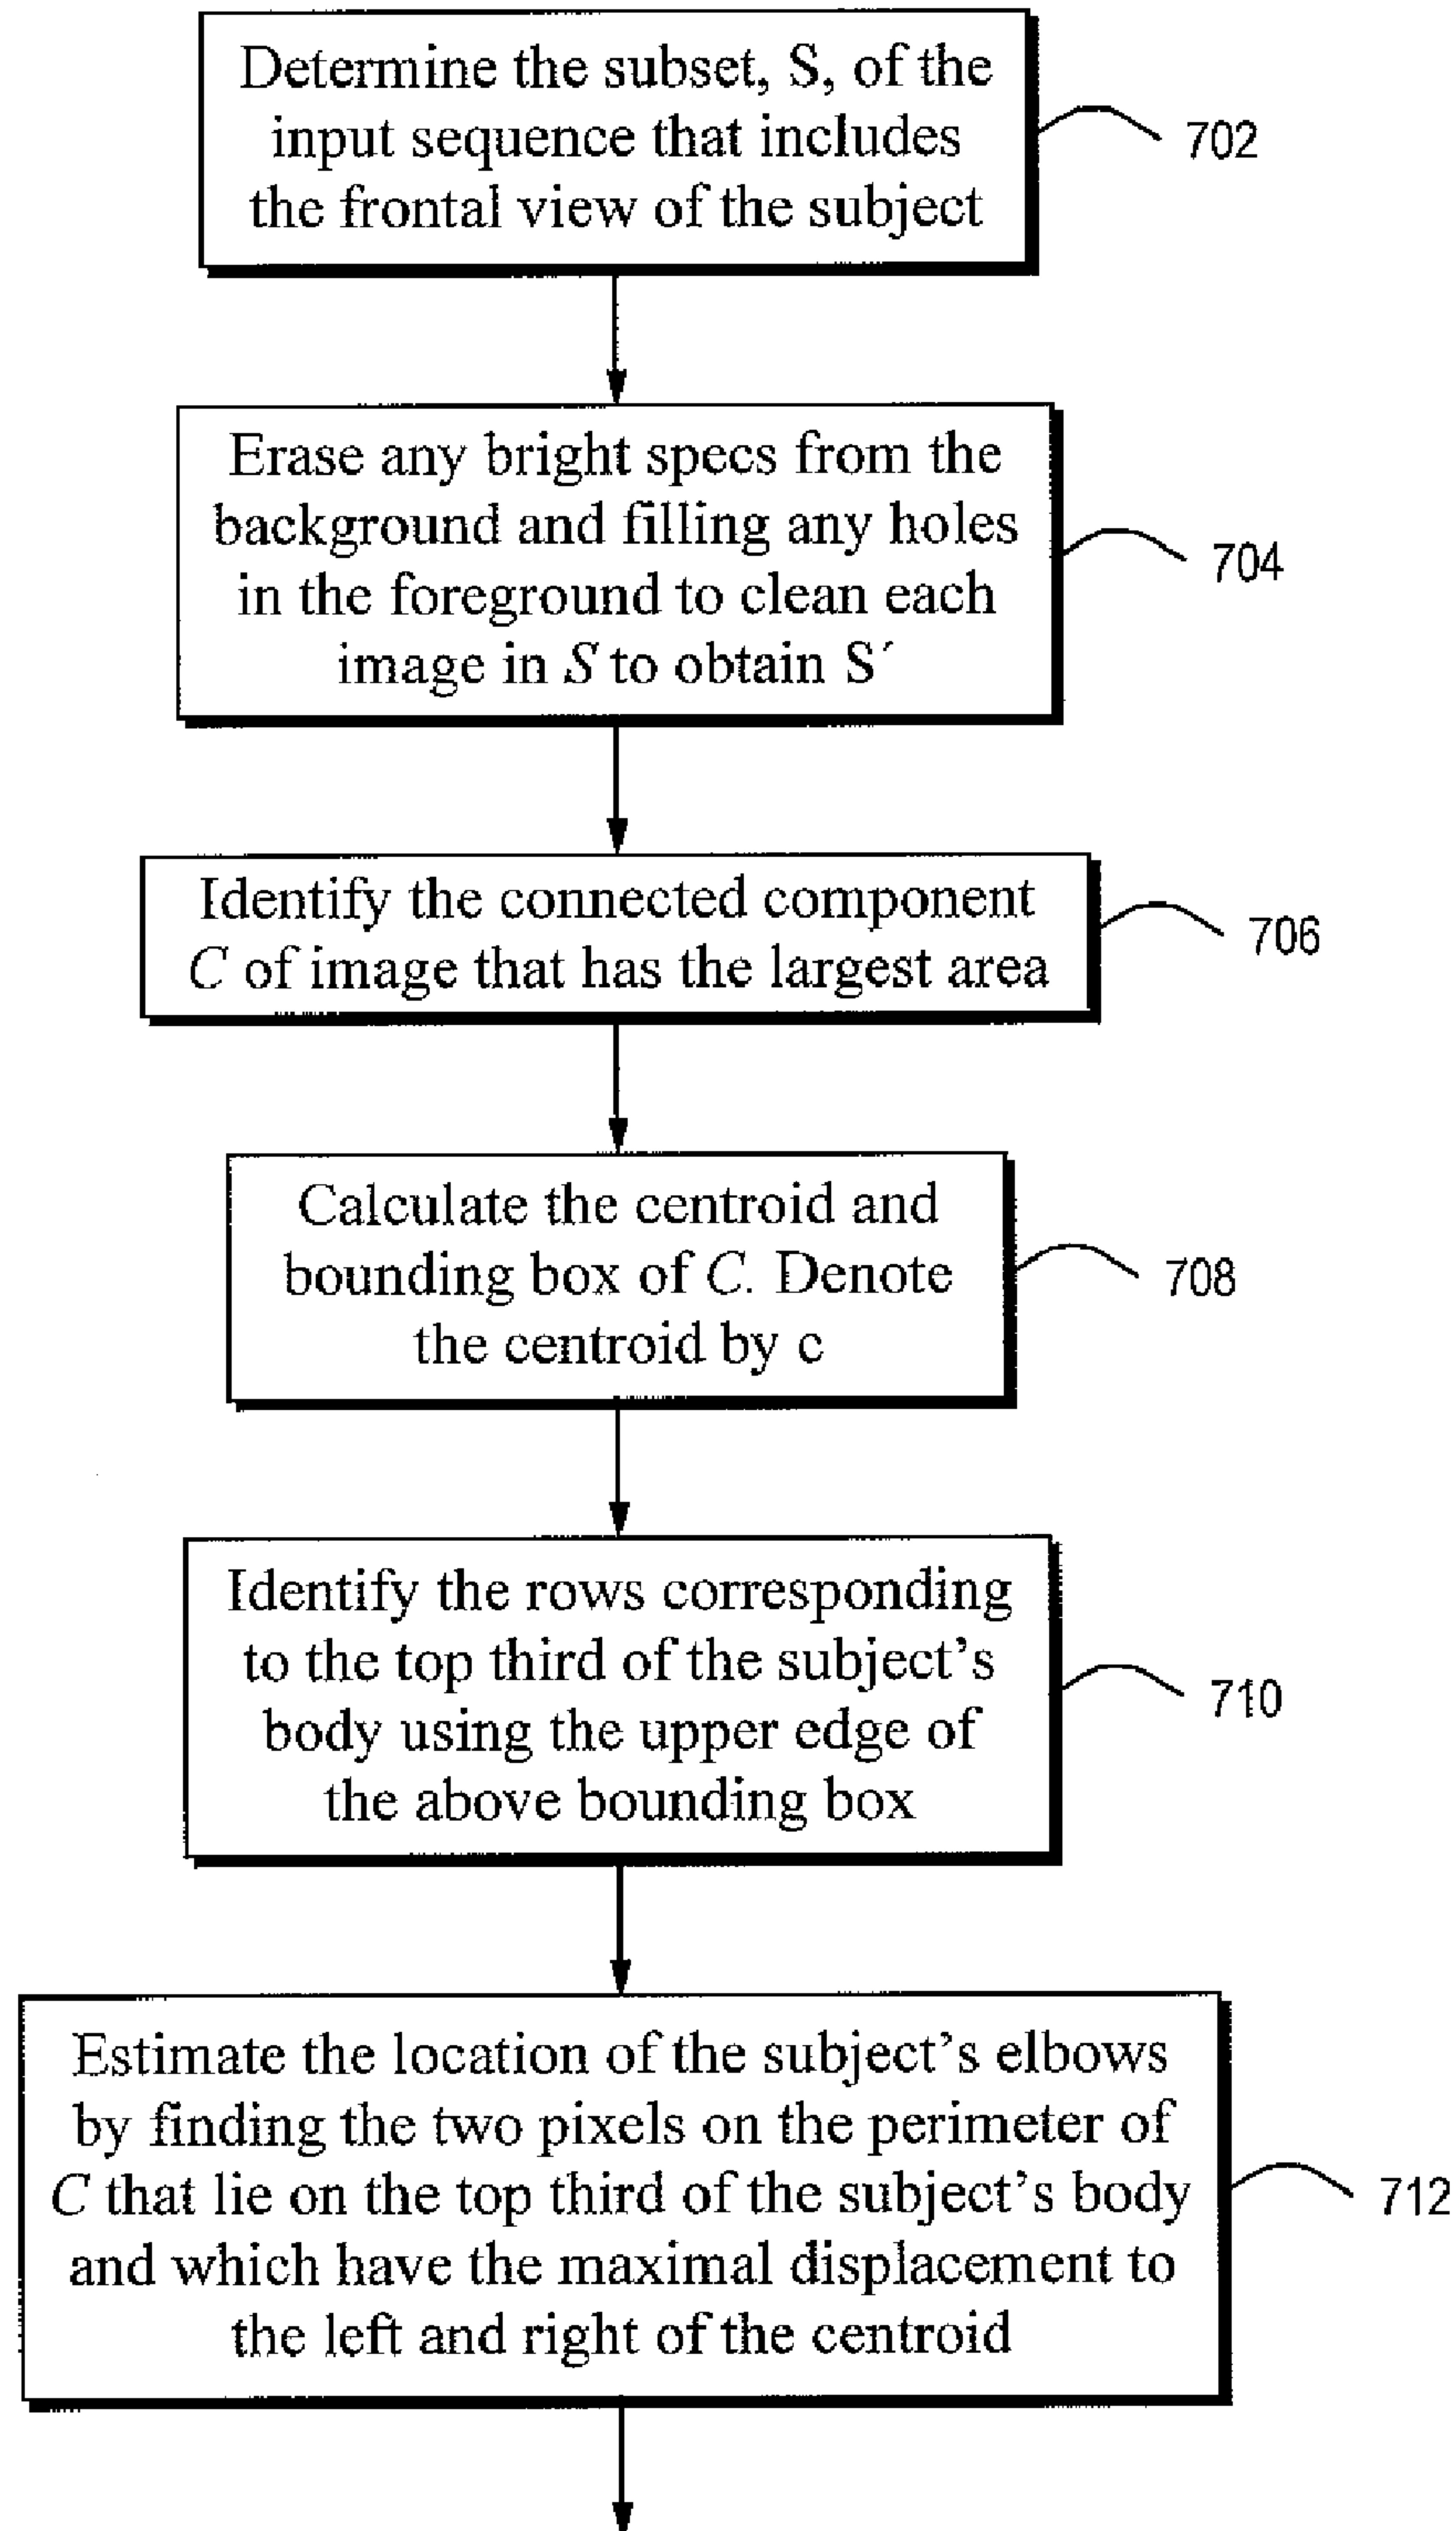 Determine the subset, S, of the
input sequence that includes
the frontal view of the subject
702
Erase any bright specs from the
background and filling any holes
in the foreground to clean each
image in S to obtain S´
704
Identify the connected component
C of image that has the largest area
706
Calculate the centroid and
bounding box of C. Denote
the centroid by c
708
Identify the rows corresponding
to the top third of the subject’s
body using the upper edge of
the above bounding box
710
Estimate the location of the subject’s elbows
by finding the two pixels on the perimeter of
C that lie on the top third of the subject’s body
and which have the maximal displacement to
the left and right of the centroid
712